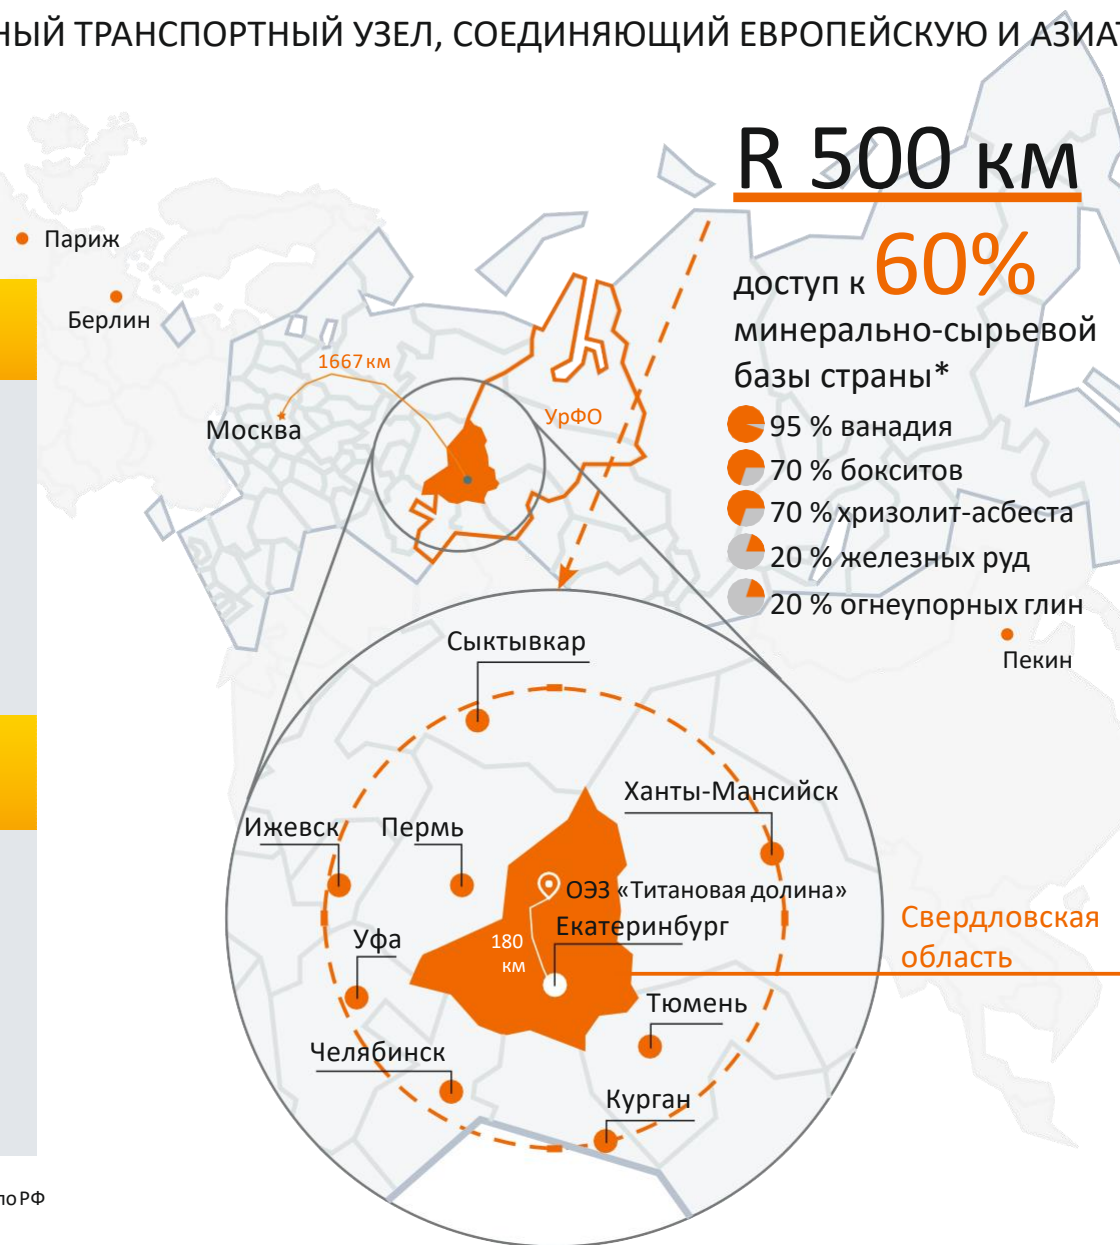 НЫЙ ТРАНСПОРТНЫЙ УЗЕЛ, СОЕДИНЯЮЩИЙ ЕВРОПЕЙСКУЮ И АЗИАТ
R 500 км
доступ к 60%
минерально-сырьевой
базы страны*
95 % ванадия
70 % бокситов
70 % хризолит-асбеста
20 % железных руд
20 % огнеупорных глин
Париж
Берлин
1667 км
Москва
УрФО
Пекин
Сыктывкар
Ханты-Мансийск
Ижевск
Пермь
ОЭЗ «Титановая долина»
Екатеринбург
180
км
Уфа
Свердловская
область
Тюмень
Челябинск
Курган
по РФ